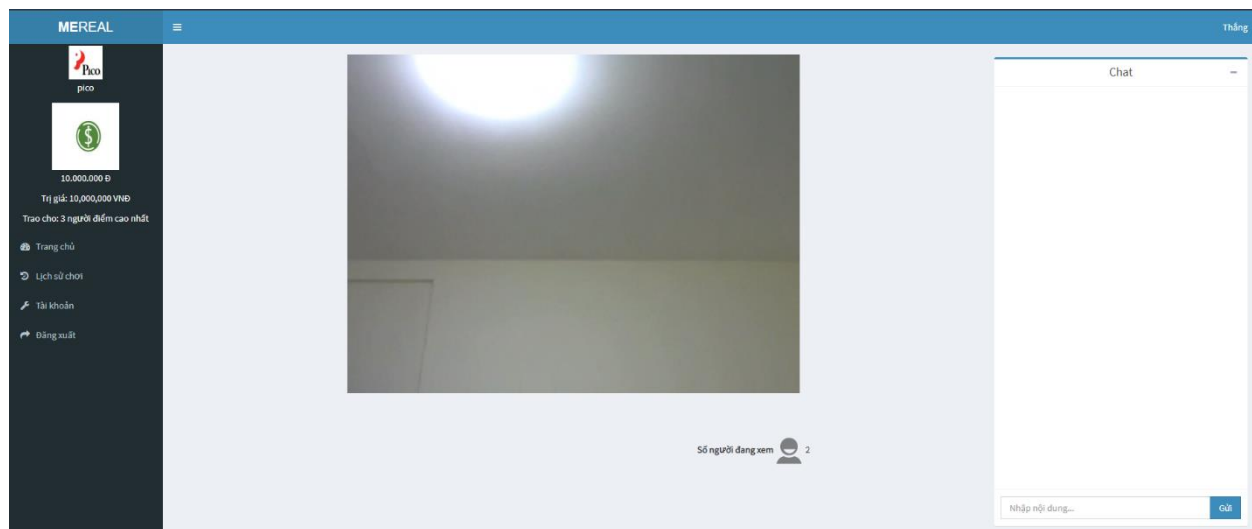 MEREAL
Thắng
Pico
pico
$
10.000.000 Đ
Trị giá: 10,000,000 VNĐ
Trao cho: 3 người điểm cao nhất
Trang chủ
Lịch sử chơi
Tài khoản
Đăng xuất
Số người đang xem 2
Chat
Nhập nội dung...
Gửi